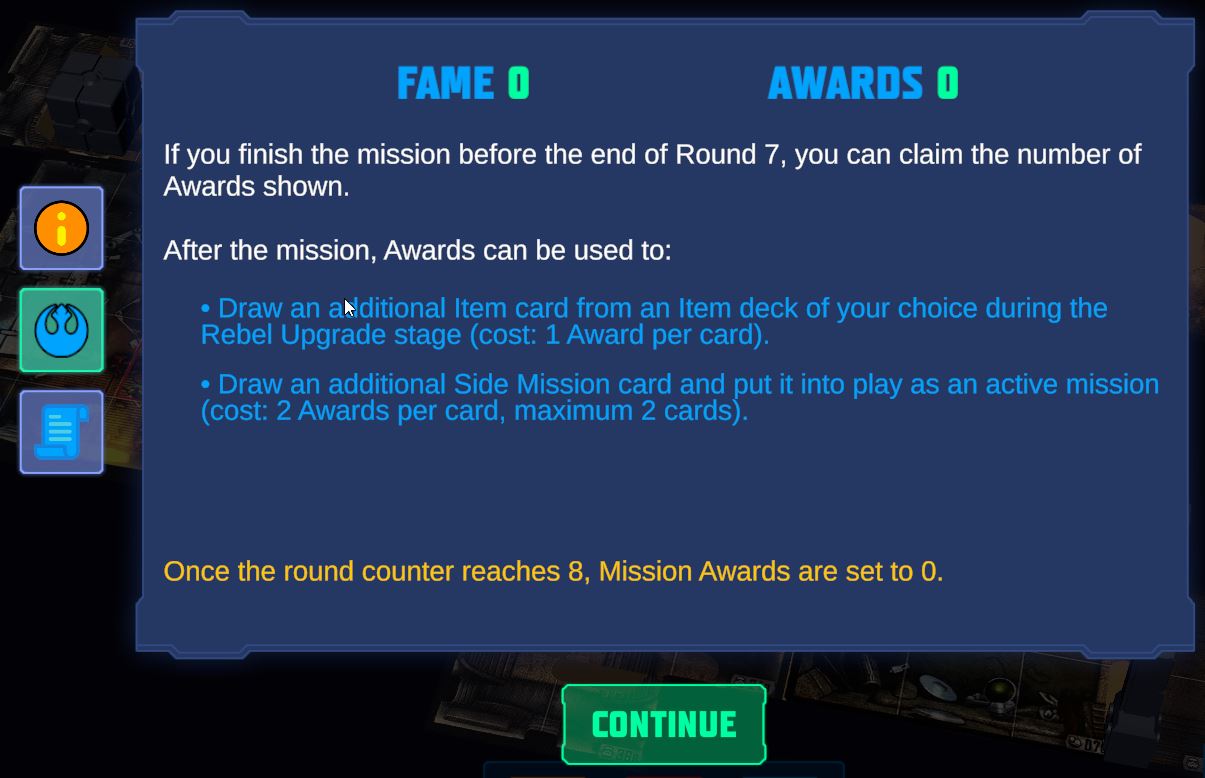 FAME 0
AWARDS 0
If you finish the mission before the end of Round 7, you can claim the number of
Awards shown.
After the mission, Awards can be used to:
• Draw an additional Item card from an Item deck of your choice during the
Rebel Upgrade stage (cost: 1 Award per card).
• Draw an additional Side Mission card and put it into play as an active mission
(cost: 2 Awards per card, maximum 2 cards).
Once the round counter reaches 8, Mission Awards are set to 0.
CONTINUE